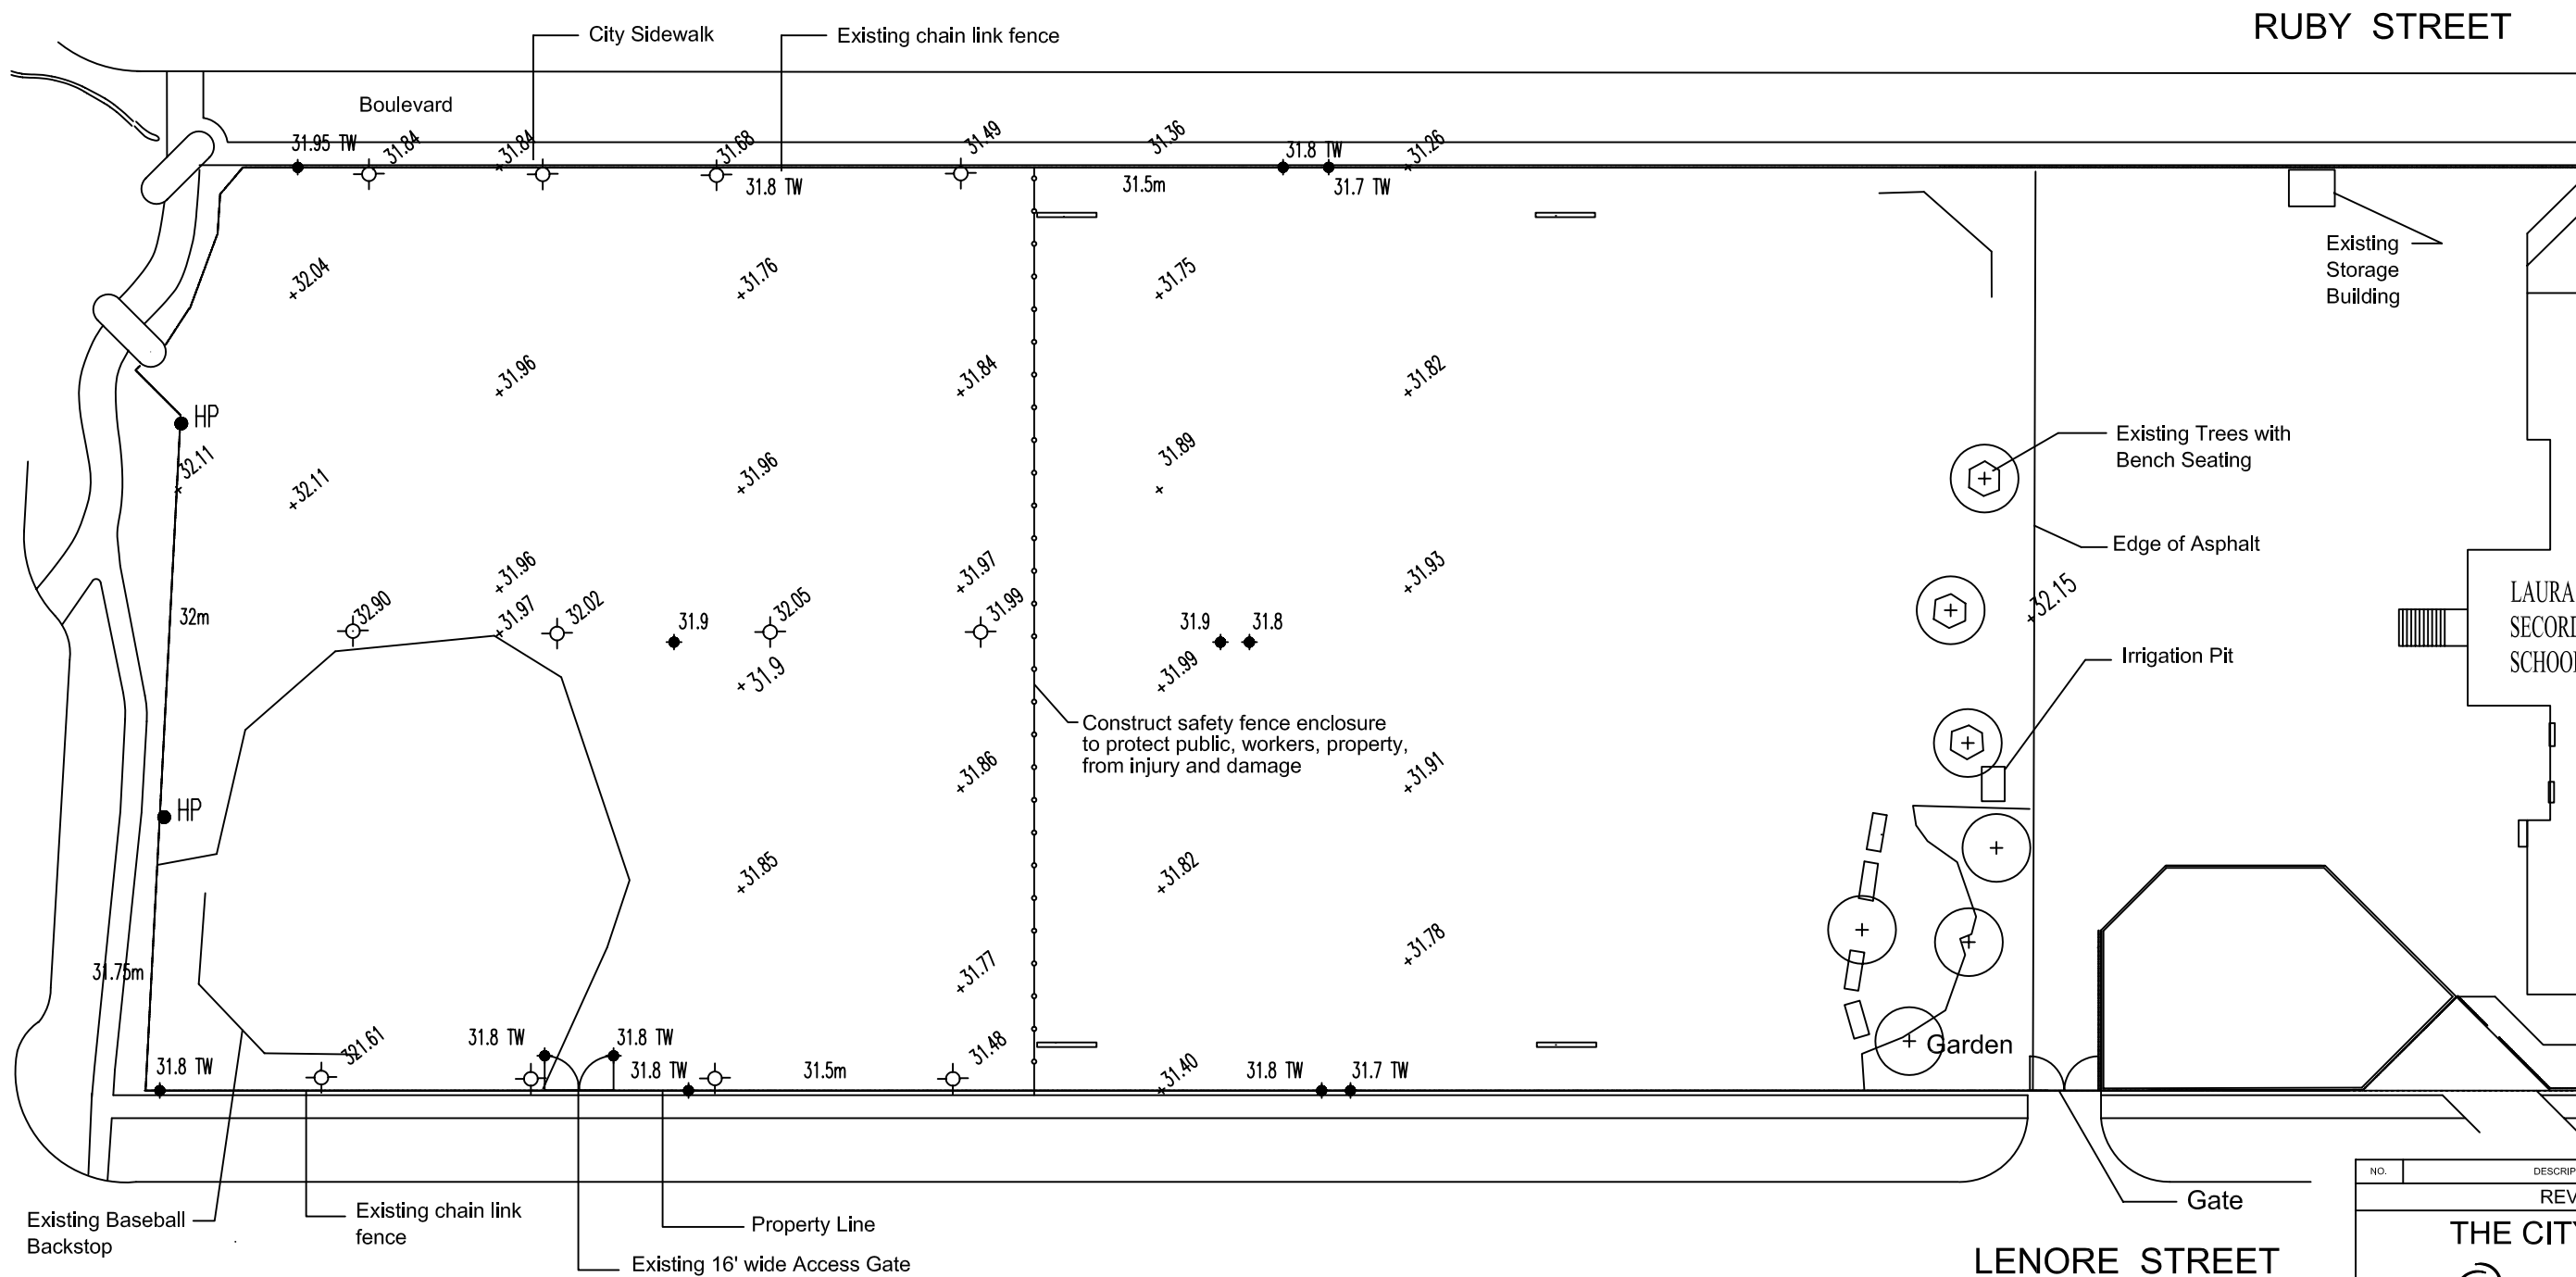 RUBY STREET
City Sidewalk
Existing chain link fence
Boulevard
31.95 TW
31.84
31.84
31.68
31.8 TW
31.49
31.36
31.5m
31.8 TW
31.7 TW
31.26
32.04
31.76
31.75
Existing
Storage
Building
31.96
31.84
31.82
HP
32.11
32.11
31.96
31.89
Existing Trees with
Bench Seating
Edge of Asphalt
31.96
31.97
31.93
32.15
32m
32.90
31.97
32.02
31.9
32.05
31.99
31.9
31.8
LAURA
SECORD
SCHOOL
31.9
31.99
Irrigation Pit
Construct safety fence enclosure
to protect public, workers, property,
from injury and damage
31.86
31.91
HP
31.85
31.82
31.78
31.75m
31.77
321.61
31.8 TW
31.8 TW
31.48
Garden
31.8 TW
31.8 TW
31.5m
31.40
31.8 TW
31.7 TW
NO.
DESCRIP
REV
Gate
Existing Baseball
Backstop
Existing chain link
fence
Property Line
Existing 16' wide Access Gate
THE CITY
LENORE STREET